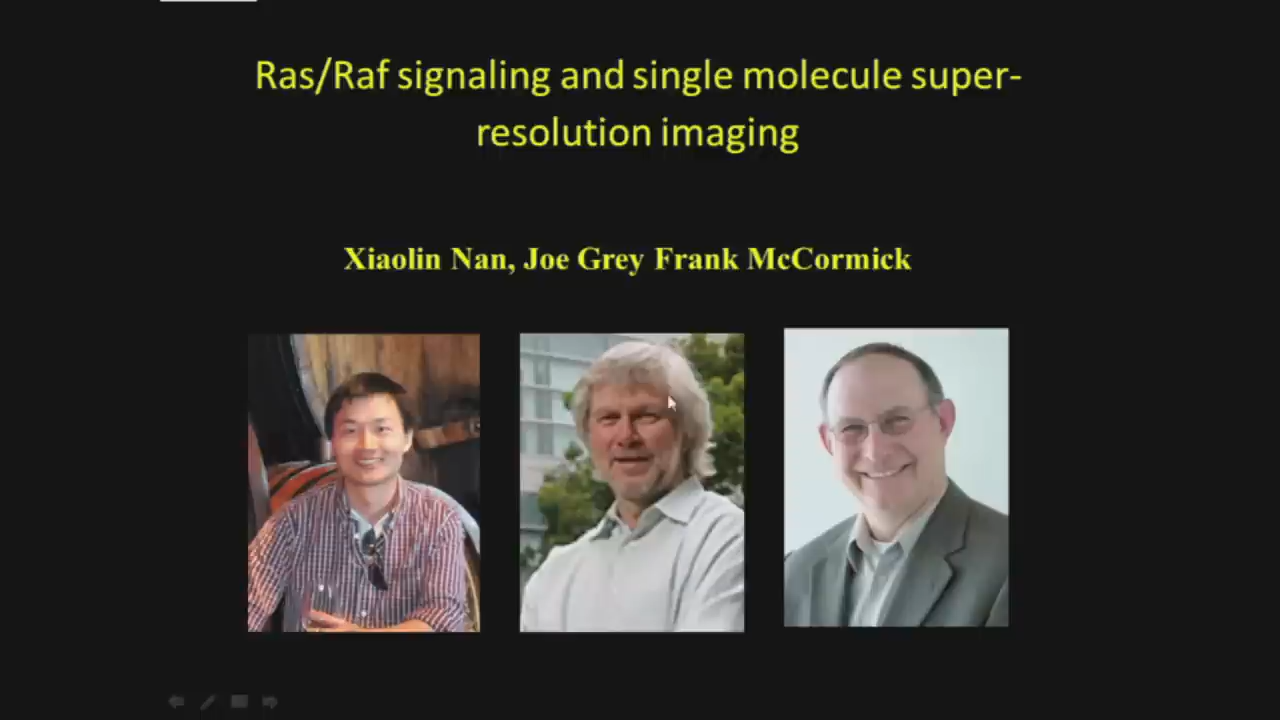 Ras/Raf signaling and single molecule super-
resolution imaging
Xiaolin Nan, Joe Grey Frank McCormick